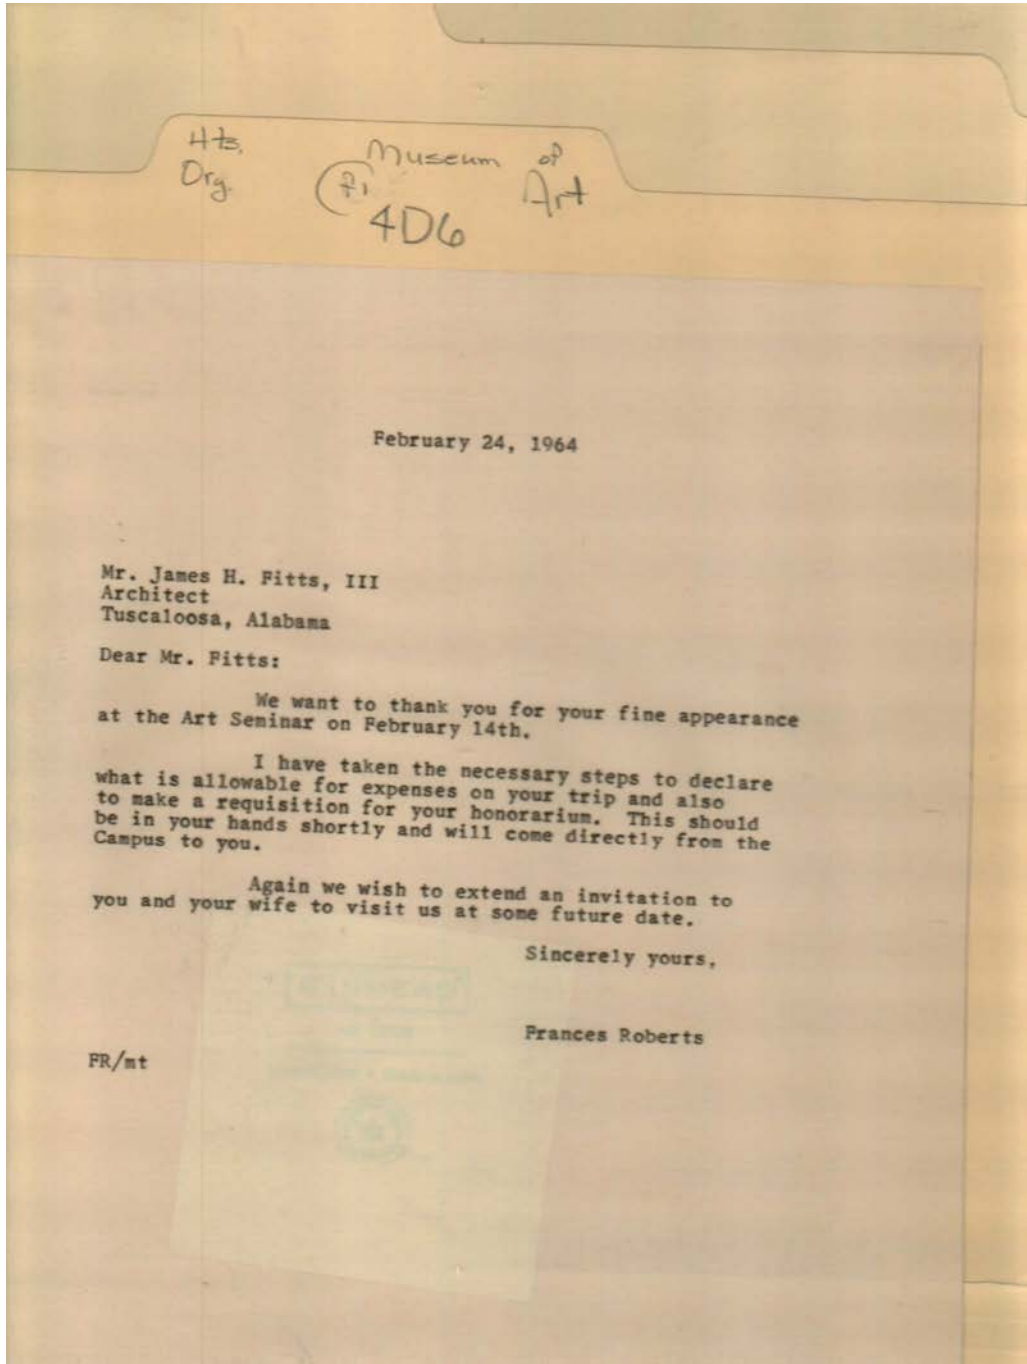 Hts.
Org.
Museum of
Art
4D6
February 24, 1964
Mr. James H. Fitts, III
Architect
Tuscaloosa, Alabama
Dear Mr. Fitts:
We want to thank you for your fine appearance
at the Art Seminar on February 14th.
I have taken the necessary steps to declare
what is allowable for expenses on your trip and also
to make a requisition for your honorarium. This should
be in your hands shortly and will come directly from the
Campus to you.
Again we wish to extend an invitation to
you and your wife to visit us at some future date.
Sincerely yours,
Frances Roberts
FR/mt